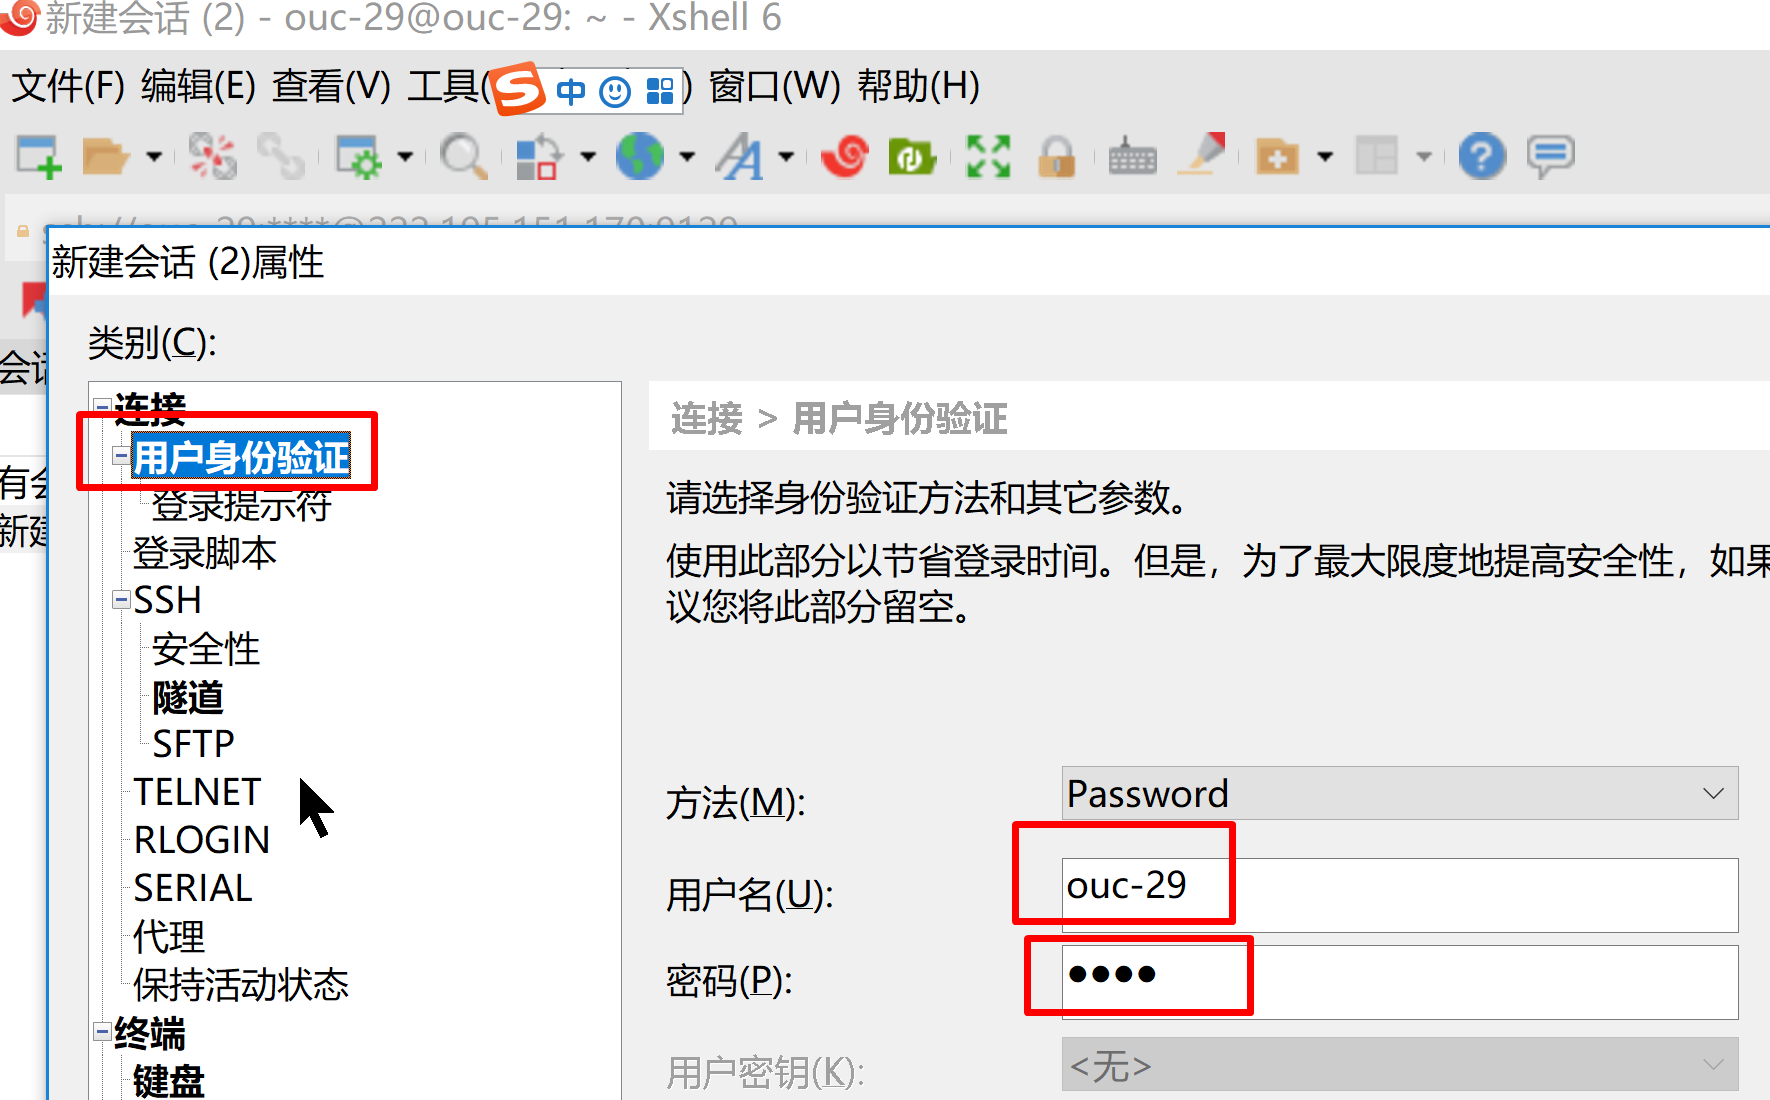 新建会话 (2) - ouc-29@ouc-29: ~ - Xshell 6
文件(F) 编辑(E) 查看(V) 工具( 中 ) 窗口(W) 帮助(H)
新建会话 (2)属性
类别(C):
会话
有会
新建
连接
用户身份验证
登录提示符
登录脚本
SSH
安全性
隧道
SFTP
TELNET
RLOGIN
SERIAL
代理
保持活动状态
终端
键盘
连接 > 用户身份验证
请选择身份验证方法和其它参数。
使用此部分以节省登录时间。但是，为了最大限度地提高安全性，如果
议您将此部分留空。
方法(M):
Password
用户名(U):
ouc-29
密码(P):
●●●●
用户密钥(K):
<无>